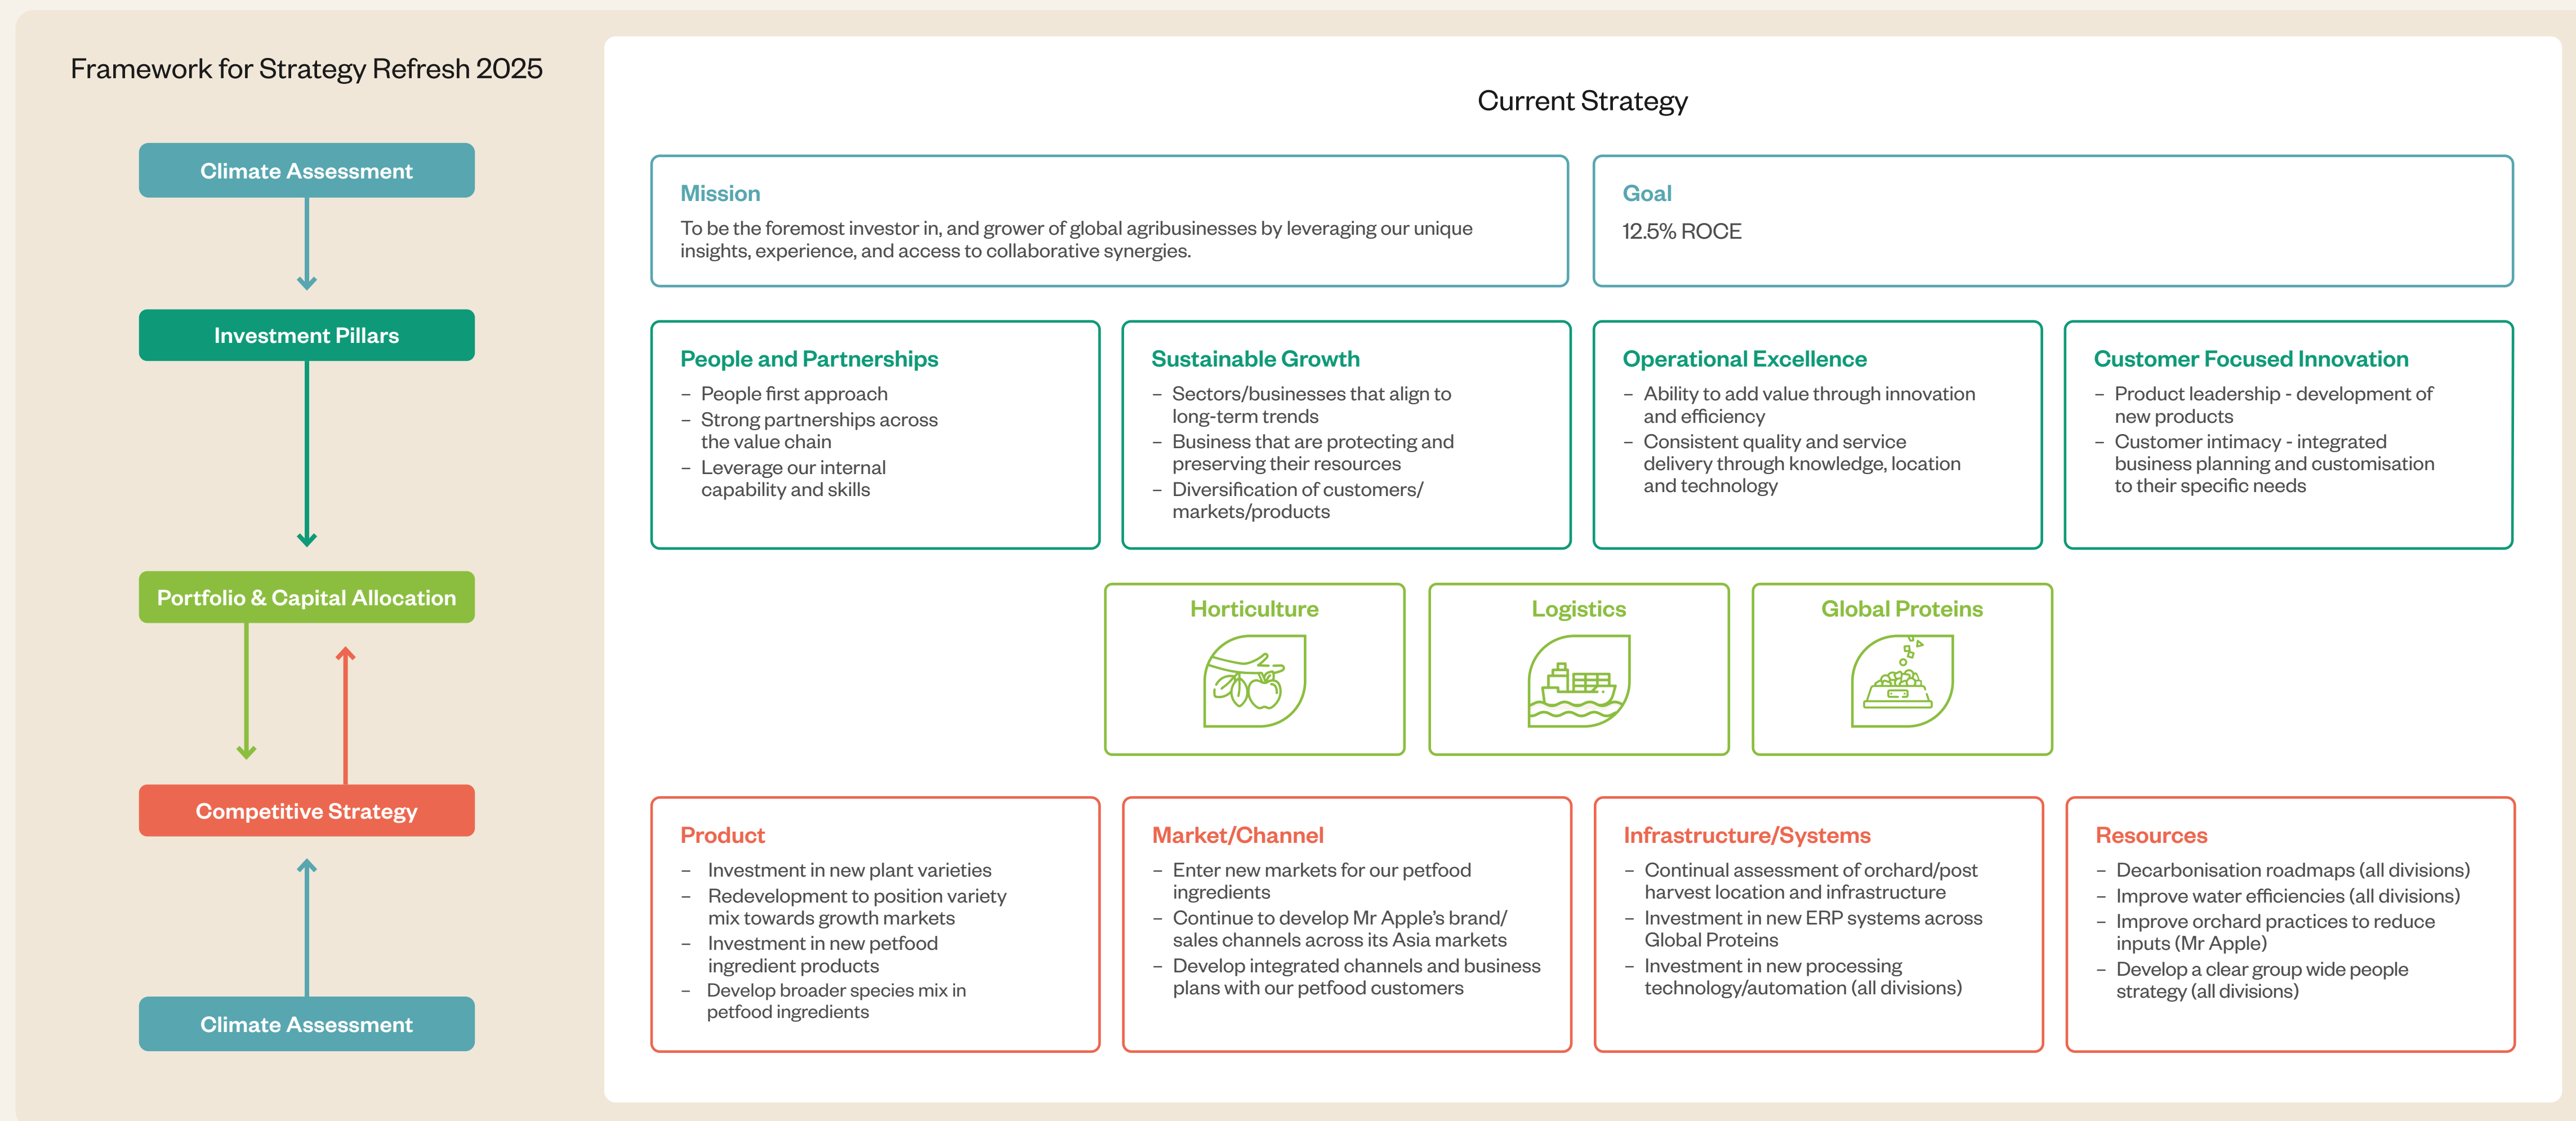 Framework for Strategy Refresh 2025
Climate Assessment
Investment Pillars
Portfolio & Capital Allocation
Competitive Strategy
Climate Assessment
Current Strategy
Mission
To be the foremost investor in, and grower of global agribusinesses by leveraging our unique
insights, experience, and access to collaborative synergies.
Goal
12.5% ROCE
People and Partnerships
– People first approach
– Strong partnerships across
the value chain
– Leverage our internal
capability and skills
Sustainable Growth
– Sectors/businesses that align to
long-term trends
– Business that are protecting and
preserving their resources
– Diversification of customers/
markets/products
Operational Excellence
– Ability to add value through innovation
and efficiency
– Consistent quality and service
delivery through knowledge, location
and technology
Customer Focused Innovation
– Product leadership - development of
new products
– Customer intimacy - integrated
business planning and customisation
to their specific needs
Horticulture
Logistics
Global Proteins
Product
– Investment in new plant varieties
– Redevelopment to position variety
mix towards growth markets
– Investment in new petfood
ingredient products
– Develop broader species mix in
petfood ingredients
Market/Channel
– Enter new markets for our petfood
ingredients
– Continue to develop Mr Apple's brand/
sales channels across its Asia markets
– Develop integrated channels and business
plans with our petfood customers
Infrastructure/Systems
– Continual assessment of orchard/post
harvest location and infrastructure
– Investment in new ERP systems across
Global Proteins
– Investment in new processing
technology/automation (all divisions)
Resources
– Decarbonisation roadmaps (all divisions)
– Improve water efficiencies (all divisions)
– Improve orchard practices to reduce
inputs (Mr Apple)
– Develop a clear group wide people
strategy (all divisions)